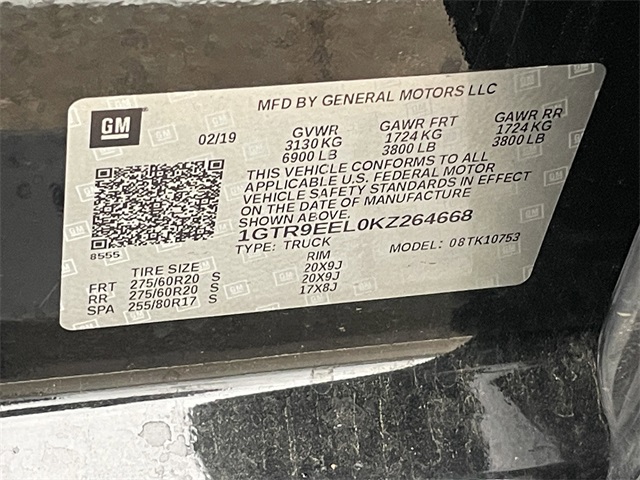 GM
MFD BY GENERAL MOTORS LLC
02/19 GVWR GAWR FRT GAWR RR
3130 KG 1724 KG 1724 KG
6900 LB 3800 LB 3800 LB
THIS VEHICLE CONFORMS TO ALL
APPLICABLE U.S. FEDERAL MOTOR
VEHICLE SAFETY STANDARDS IN EFFECT
ON THE DATE OF MANUFACTURE
SHOWN ABOVE.
8555
1GTR9EEL0KZ264668
TYPE: TRUCK MODEL: 08TK10753
TIRE SIZE RIM
FRT 275/60R20 S 20X9J
RR 275/60R20 S 20X9J
SPA 255/80R17 S 17X8J